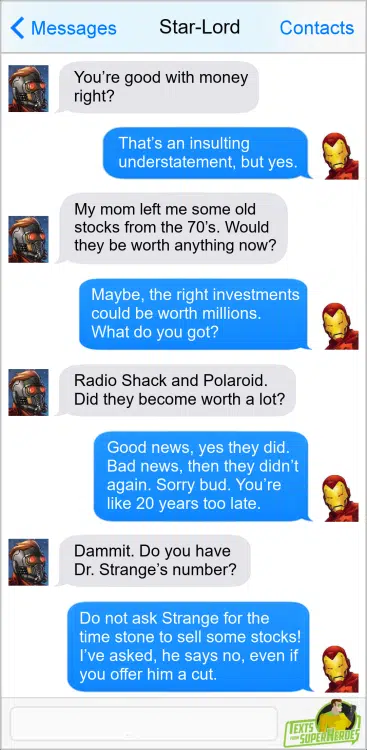 Messages
Star-Lord
Contacts
You're good with money
right?
That's an insulting
understatement, but yes.
My mom left me some old
stocks from the 70's. Would
they be worth anything now?
Maybe, the right investments
could be worth millions.
What do you got?
Radio Shack and Polaroid.
Did they become worth a lot?
Good news, yes they did.
Bad news, then they didn't
again. Sorry bud. You're
like 20 years too late.
Dammit. Do you have
Dr. Strange's number?
Do not ask Strange for the
time stone to sell some stocks!
I've asked, he says no, even if
you offer him a cut.
TEXTS
FROM SUPERHEROES